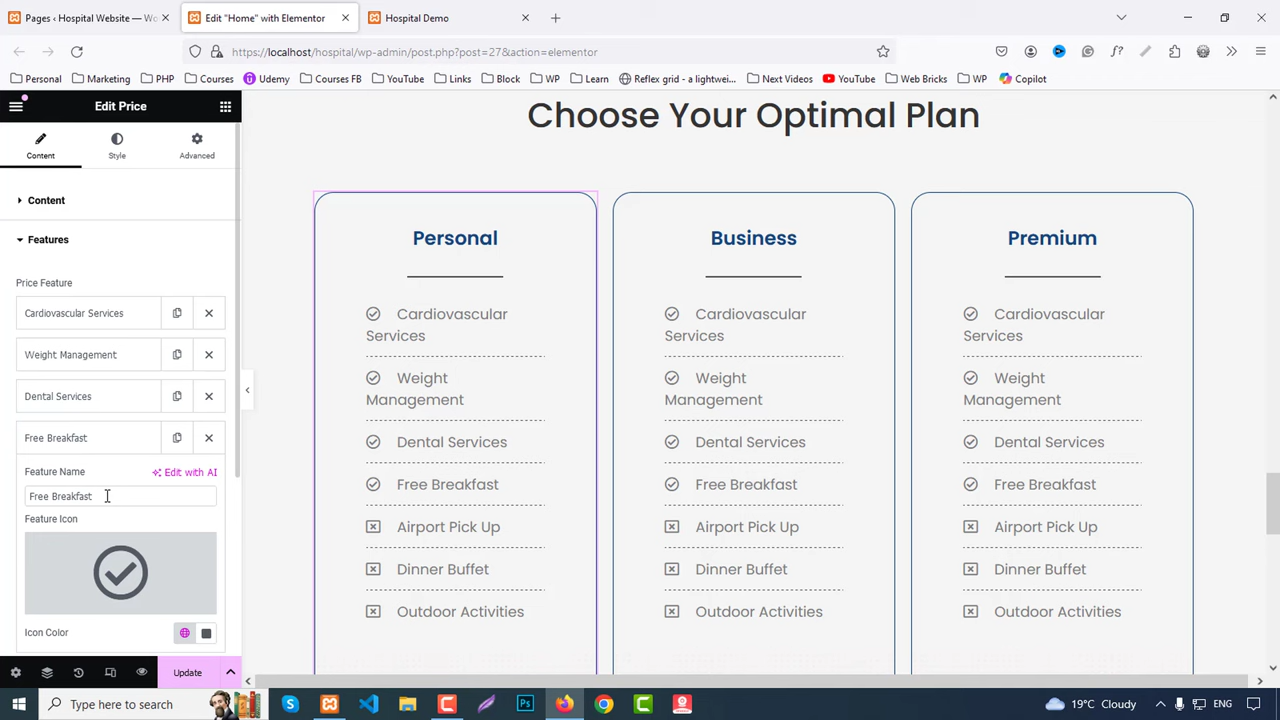 Pages ‹ Hospital Website — Wo
Edit "Home" with Elementor
Hospital Demo
https://localhost/hospital/wp-admin/post.php?post=27&action=elementor
Personal
Marketing
PHP
Courses
Udemy
Courses FB
YouTube
Links
Block
WP
Learn
Reflex grid - a lightwei...
Next Videos
YouTube
Web Bricks
WP
Copilot
Edit Price
Content
Style
Advanced
Content
Features
Price Feature
Cardiovascular Services
Weight Management
Dental Services
Free Breakfast
Feature Name
Edit with AI
Free Breakfast
Feature Icon
Icon Color
Update
Choose Your Optimal Plan
Personal
Cardiovascular
Services
Weight
Management
Dental Services
Free Breakfast
Airport Pick Up
Dinner Buffet
Outdoor Activities
Business
Cardiovascular
Services
Weight
Management
Dental Services
Free Breakfast
Airport Pick Up
Dinner Buffet
Outdoor Activities
Premium
Cardiovascular
Services
Weight
Management
Dental Services
Free Breakfast
Airport Pick Up
Dinner Buffet
Outdoor Activities
Type here to search
Ps
19°C Cloudy
ENG